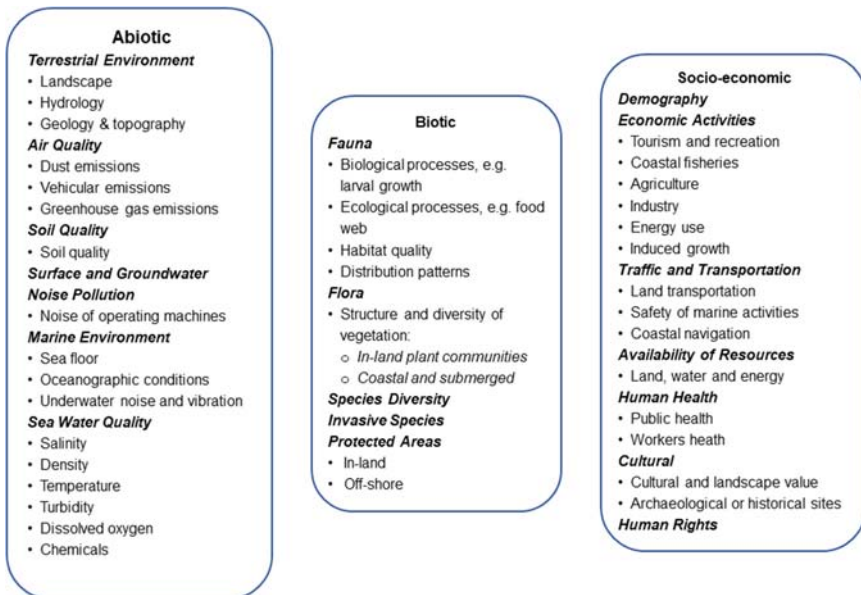 Abiotic
Terrestrial Environment
• Landscape
• Hydrology
• Geology & topography
Air Quality
• Dust emissions
• Vehicular emissions
• Greenhouse gas emissions
Soil Quality
• Soil quality
Surface and Groundwater
Noise Pollution
• Noise of operating machines
Marine Environment
• Sea floor
• Oceanographic conditions
• Underwater noise and vibration
Sea Water Quality
• Salinity
• Density
• Temperature
• Turbidity
• Dissolved oxygen
• Chemicals
Biotic
Fauna
• Biological processes, e.g.
larval growth
• Ecological processes, e.g. food
web
• Habitat quality
• Distribution patterns
Flora
• Structure and diversity of
vegetation:
o In-land plant communities
o Coastal and submerged
Species Diversity
Invasive Species
Protected Areas
• In-land
• Off-shore
Socio-economic
Demography
Economic Activities
• Tourism and recreation
• Coastal fisheries
• Agriculture
• Industry
• Energy use
• Induced growth
Traffic and Transportation
• Land transportation
• Safety of marine activities
• Coastal navigation
Availability of Resources
• Land, water and energy
Human Health
• Public health
• Workers heath
Cultural
• Cultural and landscape value
• Archaeological or historical sites
Human Rights